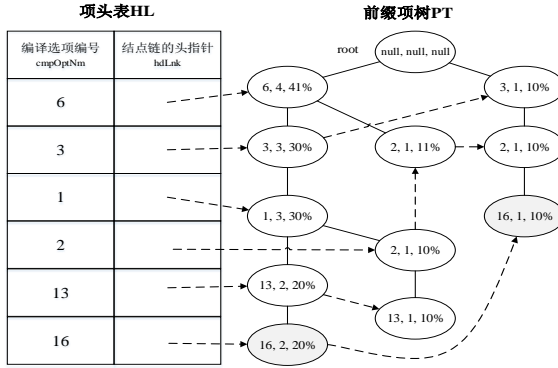 项头表HL
前缀项树PT
编译选项编号
cmpOptNm
结点链的头指针
hdLnk
6
3
1
2
13
16
root
null, null, null
6, 4, 41%
3, 1, 10%
3, 3, 30%
2, 1, 11%
2, 1, 10%
1, 3, 30%
16, 1, 10%
2, 1, 10%
13, 2, 20%
13, 1, 10%
16, 2, 20%